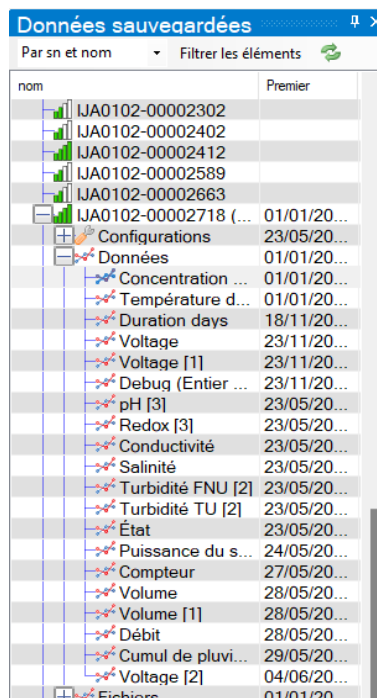 Données sauvegardées
Par sn et nom Filtrer les éléments
nom Premier
IJA0102-00002302
IJA0102-00002402
IJA0102-00002412
IJA0102-00002589
IJA0102-00002663
IJA0102-00002718 (... 01/01/20...
Configurations 23/05/20...
Données 01/01/20...
Concentration ... 01/01/20...
Température d... 01/01/20...
Duration days 18/11/20...
Voltage 23/11/20...
Voltage [1] 23/11/20...
Debug (Entier ... 23/11/20...
pH [3] 23/05/20...
Redox [3] 23/05/20...
Conductivité 23/05/20...
Salinité 23/05/20...
Turbidité FNU [2] 23/05/20...
Turbidité TU [2] 23/05/20...
État 23/05/20...
Puissance du s... 24/05/20...
Compteur 27/05/20...
Volume 28/05/20...
Volume [1] 28/05/20...
Débit 28/05/20...
Cumul de pluvi... 29/05/20...
Voltage [2] 04/06/20...
Fichiers 01/01/20...